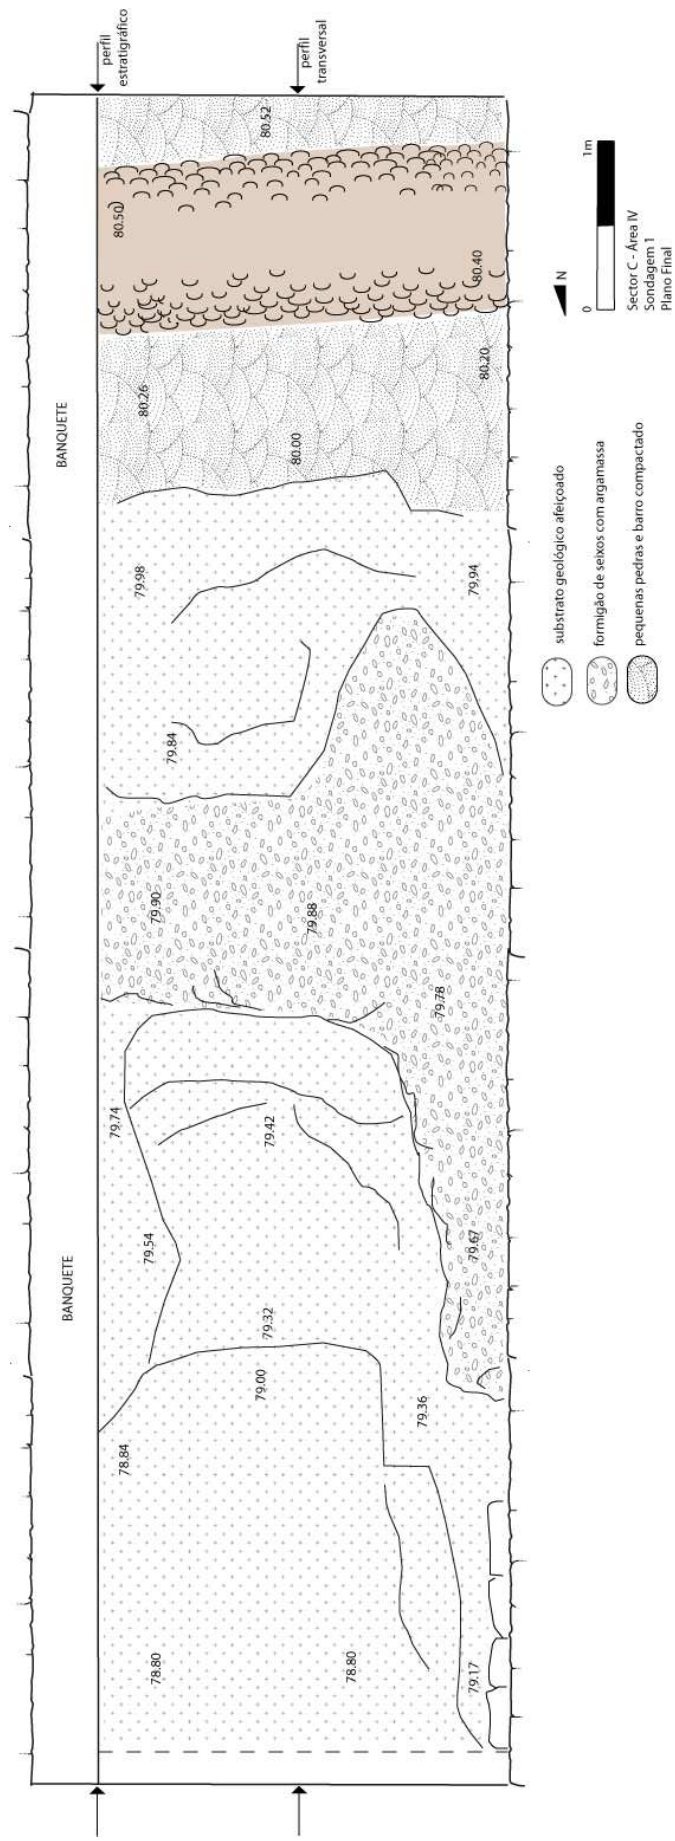 perfil
estratigráfico
perfil
transversal
80.52
80.50
80.40
BANQUETE
80.26
80.20
80.00
79.98
79.94
79.84
79.90
79.88
79.78
79.74
79.42
79.54
79.67
BANQUETE
79.32
79.00
79.36
78.84
78.80
78.80
79.17
N
0
1m
Sector C - Área IV
Sondagem 1
Plano Final
substrato geológico afeiçoado
formigão de seixos com argamassa
pequenas pedras e barro compactado